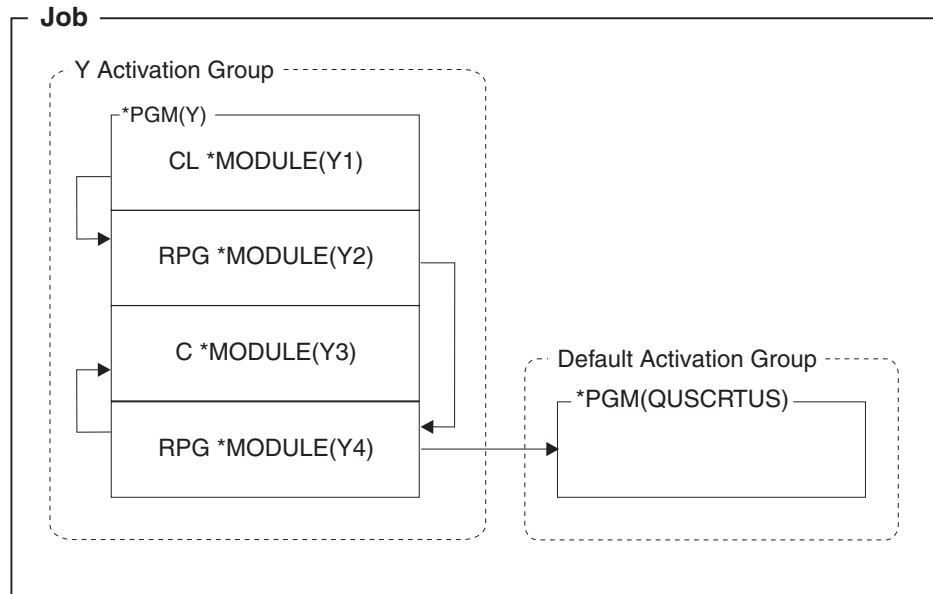 Job
Y Activation Group
*PGM(Y)
CL *MODULE(Y1)
RPG *MODULE(Y2)
C *MODULE(Y3)
RPG *MODULE(Y4)
Default Activation Group
*PGM(QUSCRTUS)